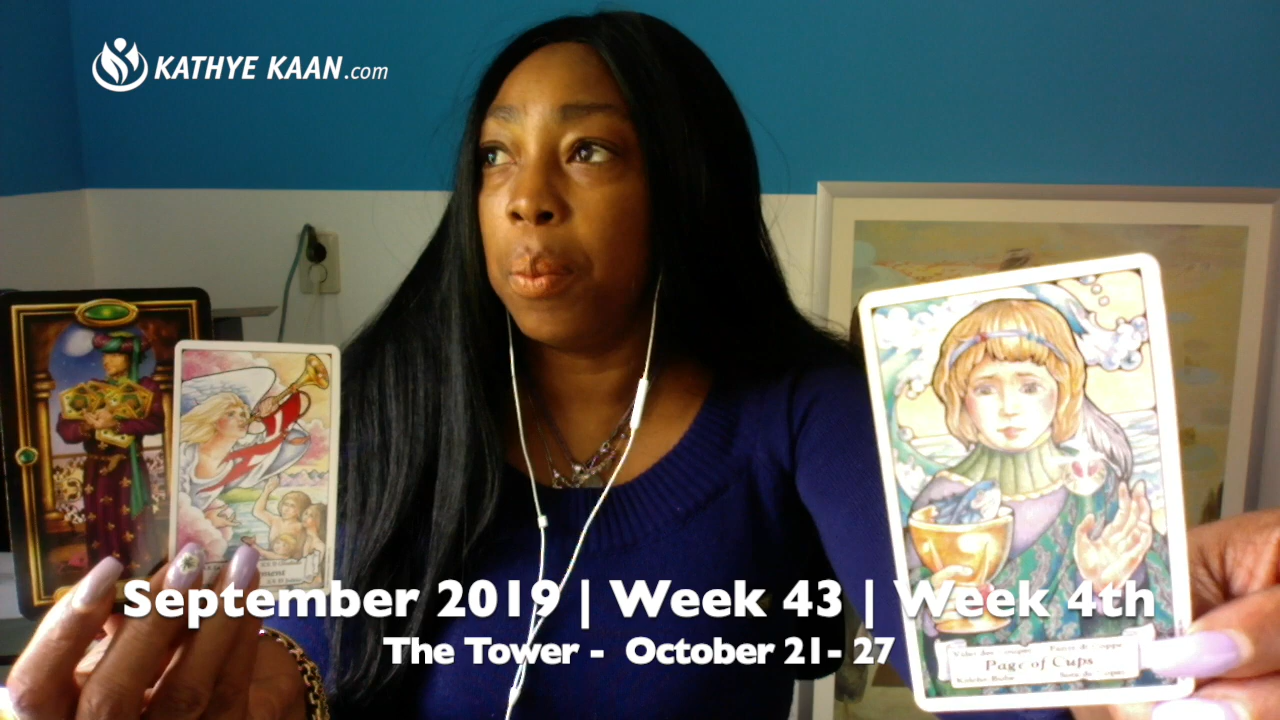 KATHYE KAAN.com
September 2019 | Week 43 | Week 4th
The Tower - October 21- 27
Page of Cups